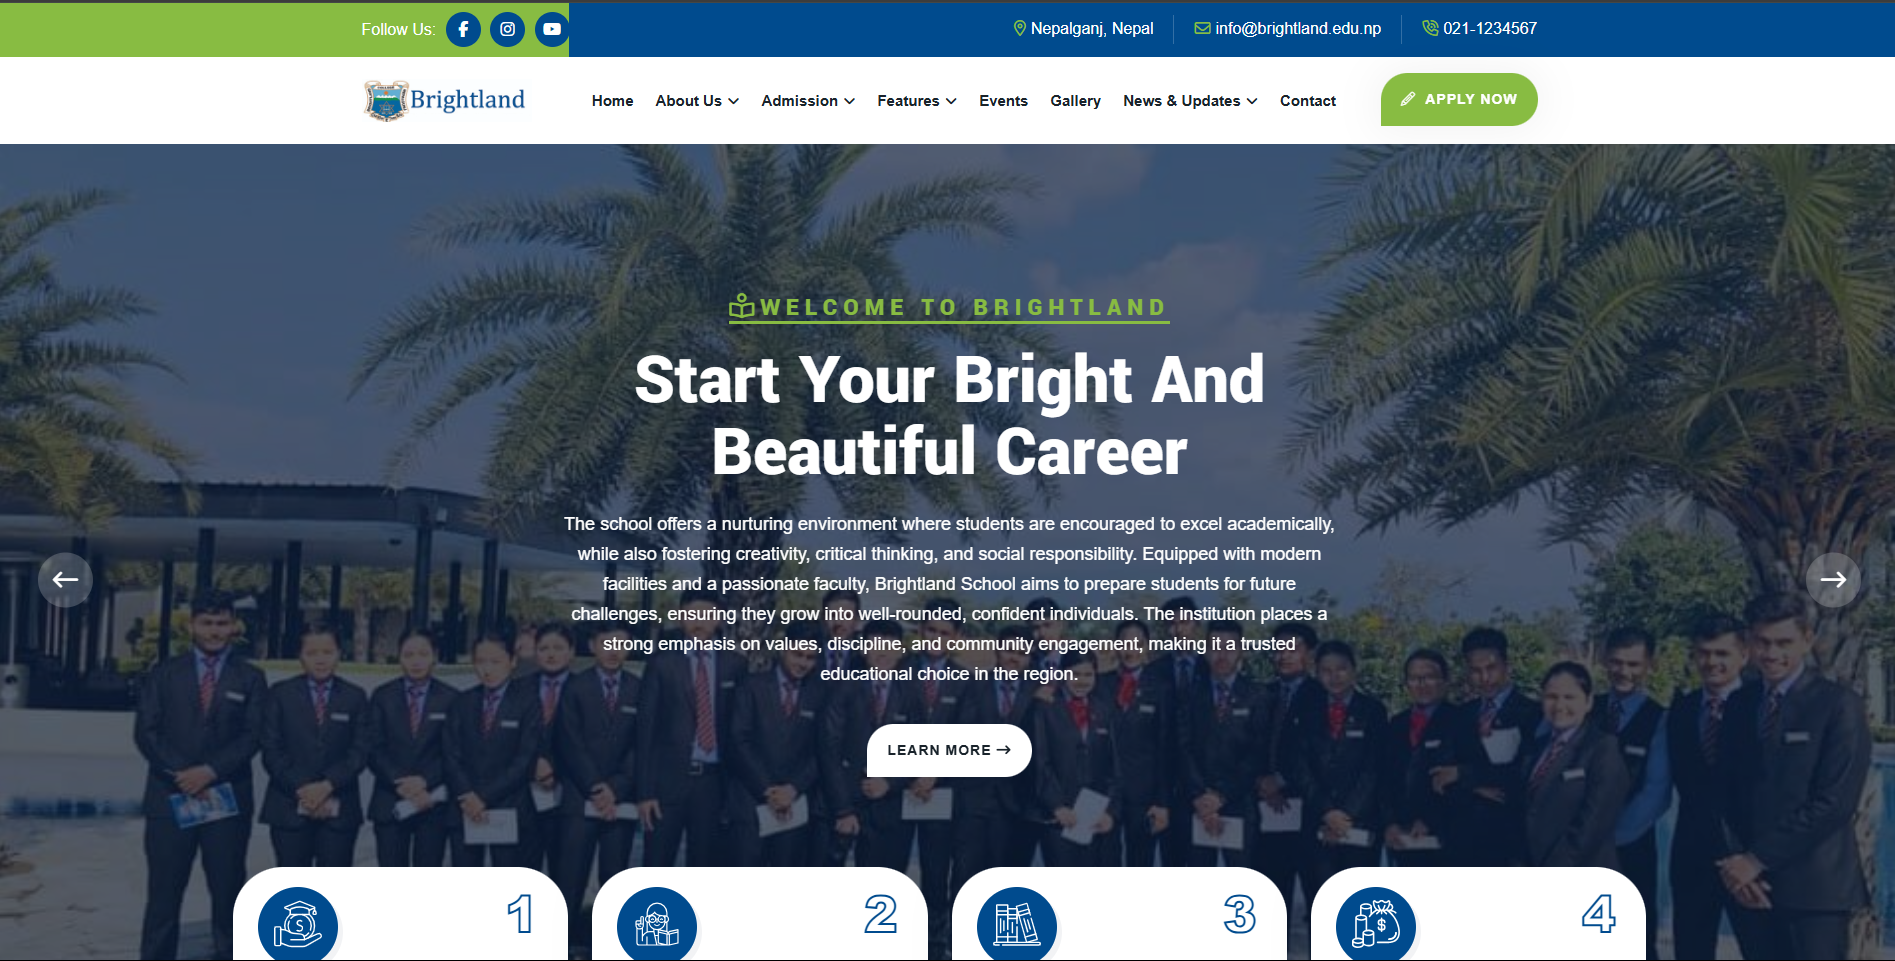 Follow Us:
Nepalganj, Nepal
info@brightland.edu.np
021-1234567
Brightland
Home
About Us
Admission
Features
Events
Gallery
News & Updates
Contact
APPLY NOW
WELCOME TO BRIGHTLAND
Start Your Bright And
Beautiful Career
The school offers a nurturing environment where students are encouraged to excel academically,
while also fostering creativity, critical thinking, and social responsibility. Equipped with modern
facilities and a passionate faculty, Brightland School aims to prepare students for future
challenges, ensuring they grow into well-rounded, confident individuals. The institution places a
strong emphasis on values, discipline, and community engagement, making it a trusted
educational choice in the region.
LEARN MORE
1
2
3
4